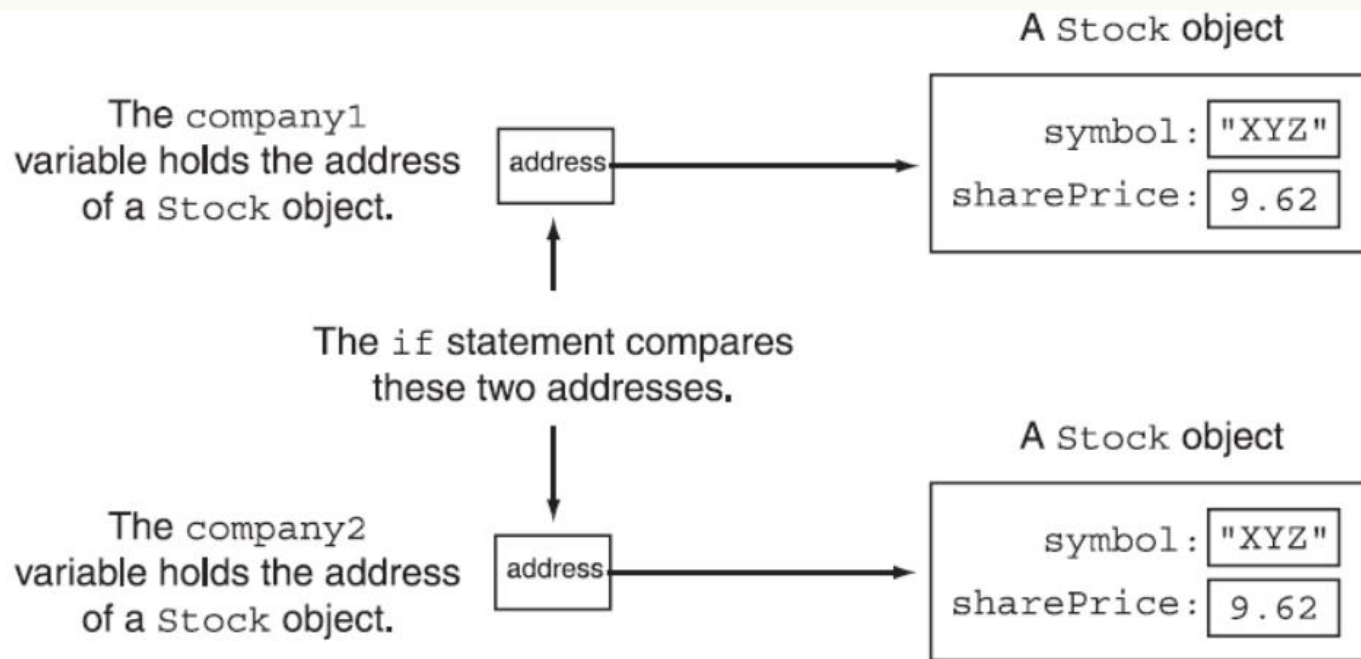 A Stock object
The company1
variable holds the address
of a Stock object.
address
symbol: "XYZ"
sharePrice: 9.62
The if statement compares
these two addresses.
A Stock object
The company2
variable holds the address
of a Stock object.
address
symbol: "XYZ"
sharePrice: 9.62